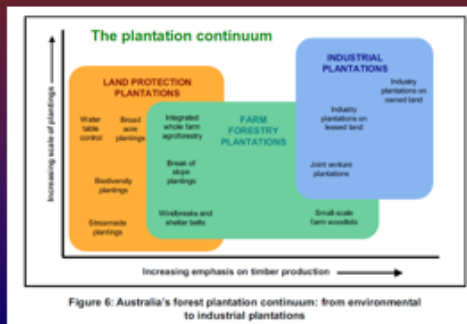 The plantation continuum
INDUSTRIAL
PLANTATIONS
LAND PROTECTION
PLANTATIONS
Industry
plantations on
owned land
Water
table
control
Broad
acre
plantings
Integrated
whole farm
agroforestry
FARM
FORESTRY
PLANTATIONS
Industry
plantations on
leased land
Break of
slope
plantings
Joint venture
plantations
Biodiversity
plantings
Streamside
plantings
Windbreaks and
shelter belts
Small-scale
farm woodlots
Increasing scale of plantings
Increasing emphasis on timber production
Figure 6: Australia's forest plantation continuum: from environmental
to industrial plantations